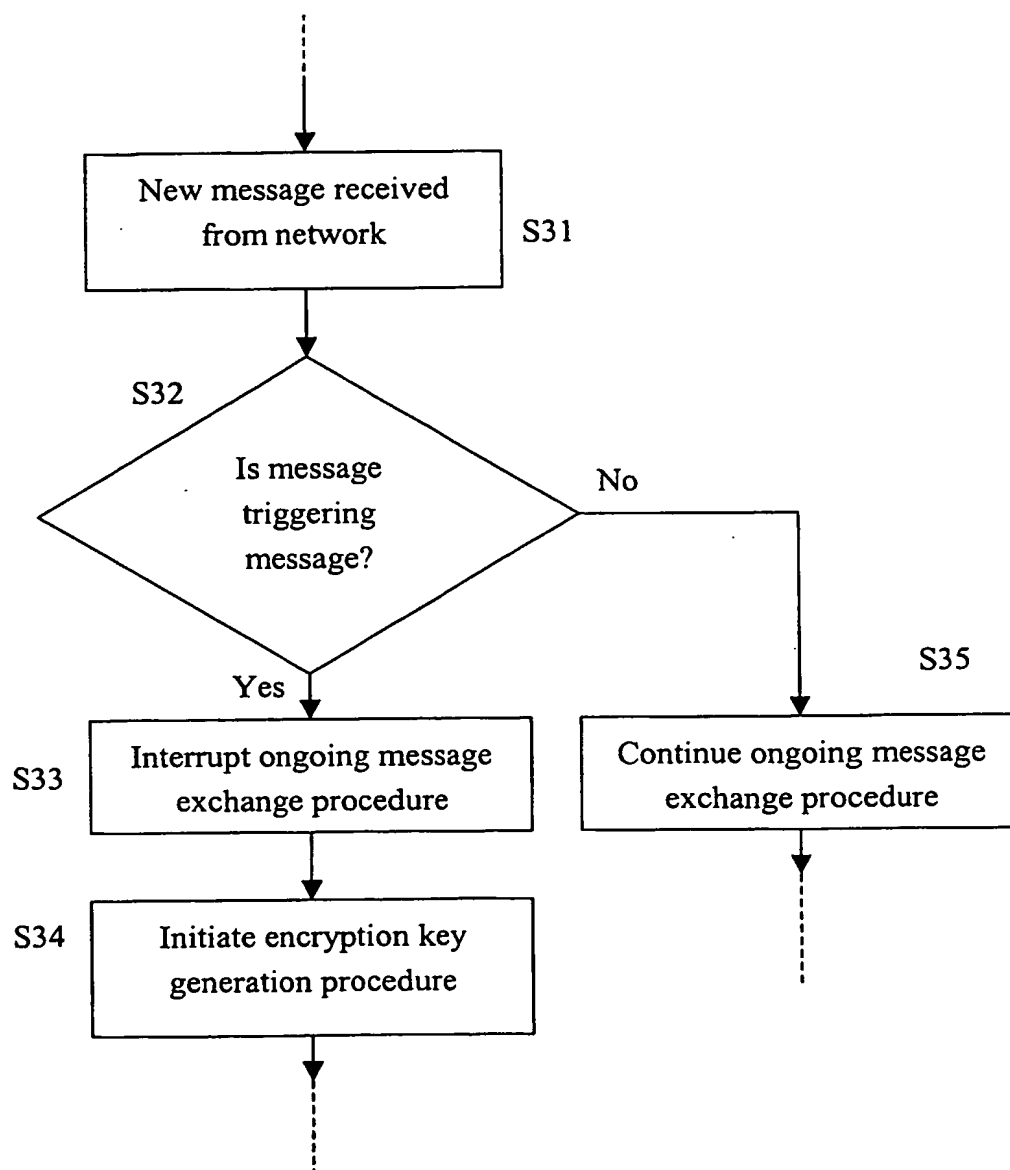 New message received
from network
S31
S32
Is message
triggering
message?
No
Yes
S35
S33
Interrupt ongoing message
exchange procedure
Continue ongoing message
exchange procedure
S34
Initiate encryption key
generation procedure